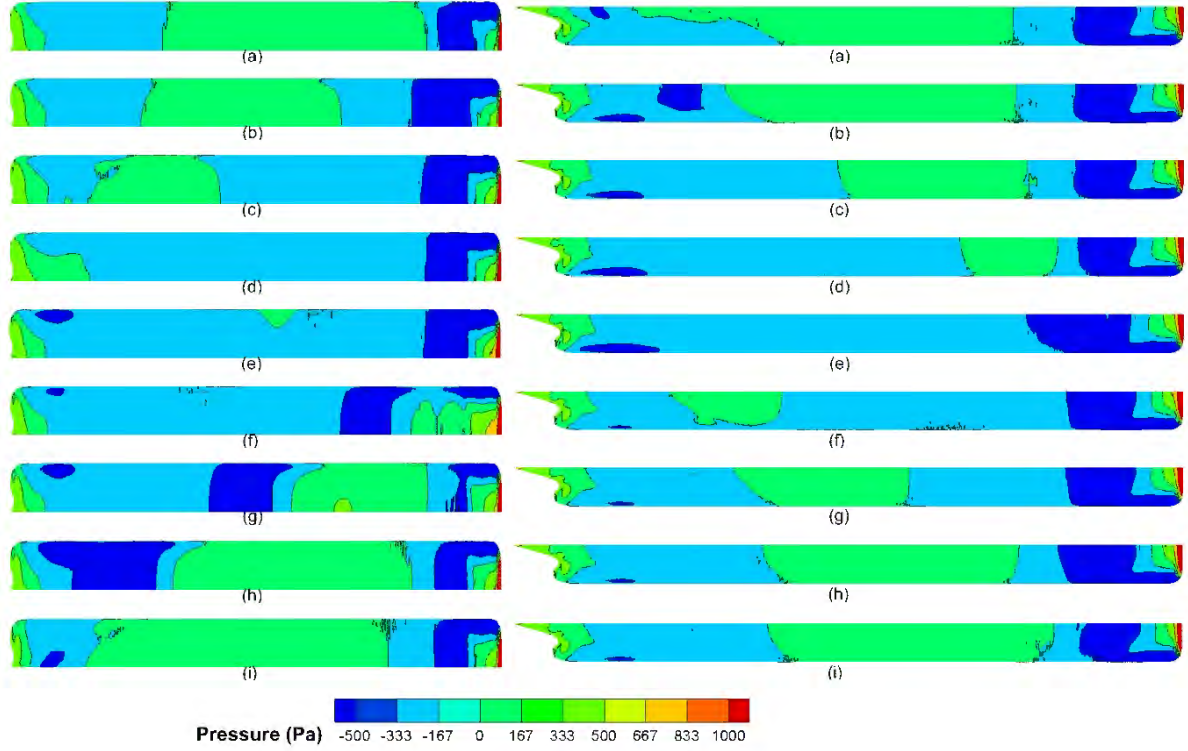 (a) (a)
(b) (b)
(c) (c)
(d) (d)
(e) (e)
(f) (f)
(g) (g)
(h) (h)
(i) (i)
Pressure (Pa) -500 -333 -167 0 167 333 500 667 833 1000